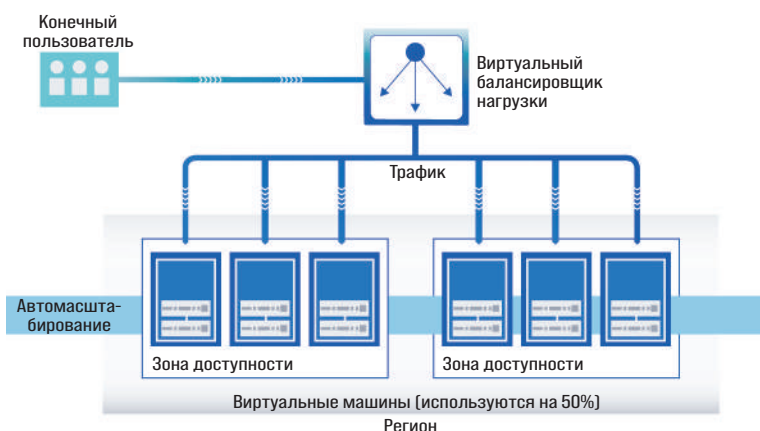 Конечный
пользователь
Виртуальный
балансировщик
нагрузки
Трафик
Автомасшта-
бирование
Зона доступности
Зона доступности
Виртуальные машины (используются на 50%)
Регион